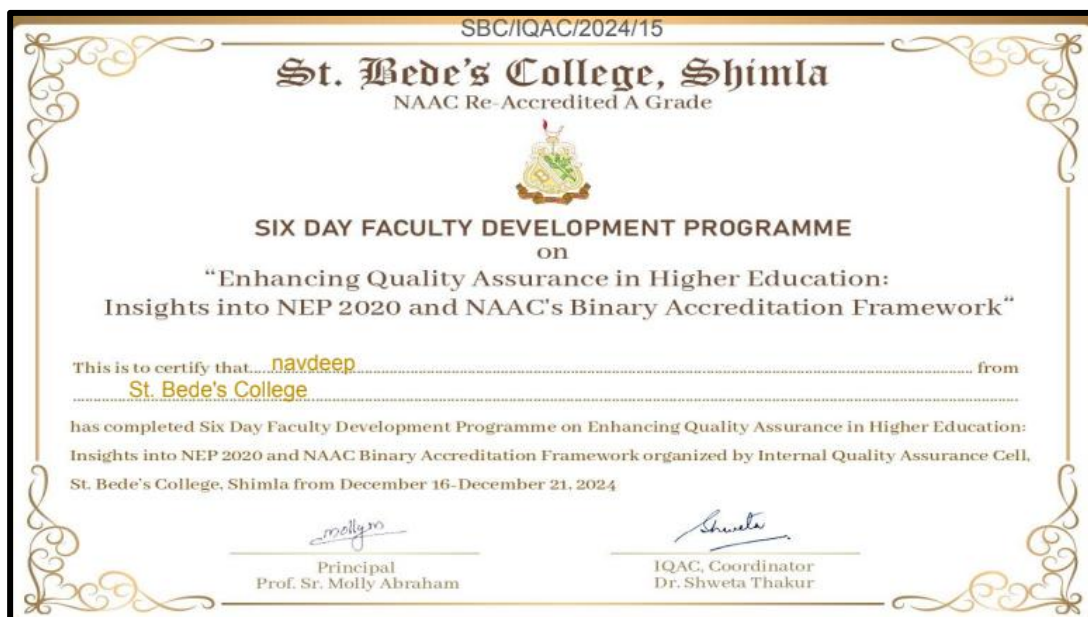 SBC/IQAC/2024/15
St. Bede's College, Shimla
NAAC Re-Accredited A Grade
B
SIX DAY FACULTY DEVELOPMENT PROGRAMME
on
“Enhancing Quality Assurance in Higher Education:
Insights into NEP 2020 and NAAC's Binary Accreditation Framework“
This is to certify that navdeep from
St. Bede's College
has completed Six Day Faculty Development Programme on Enhancing Quality Assurance in Higher Education:
Insights into NEP 2020 and NAAC Binary Accreditation Framework organized by Internal Quality Assurance Cell,
St. Bede's College, Shimla from December 16-December 21, 2024
mollym Shweta
Principal IQAC, Coordinator
Prof. Sr. Molly Abraham Dr. Shweta Thakur